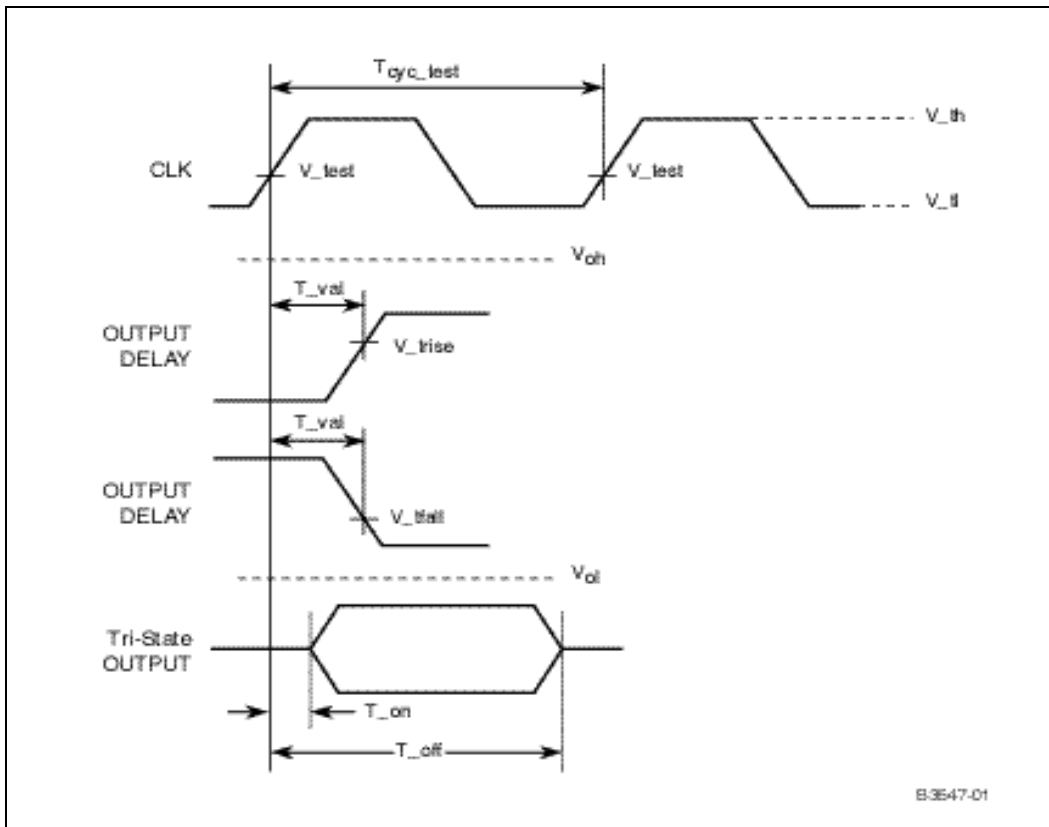 Tcyc_test
V_th
CLK
V_test
V_test
V_tl
Voh
T_val
OUTPUT
DELAY
V_trise
T_val
OUTPUT
DELAY
V_tfall
Vol
Tri-State
OUTPUT
T_on
T_off
B3547-01